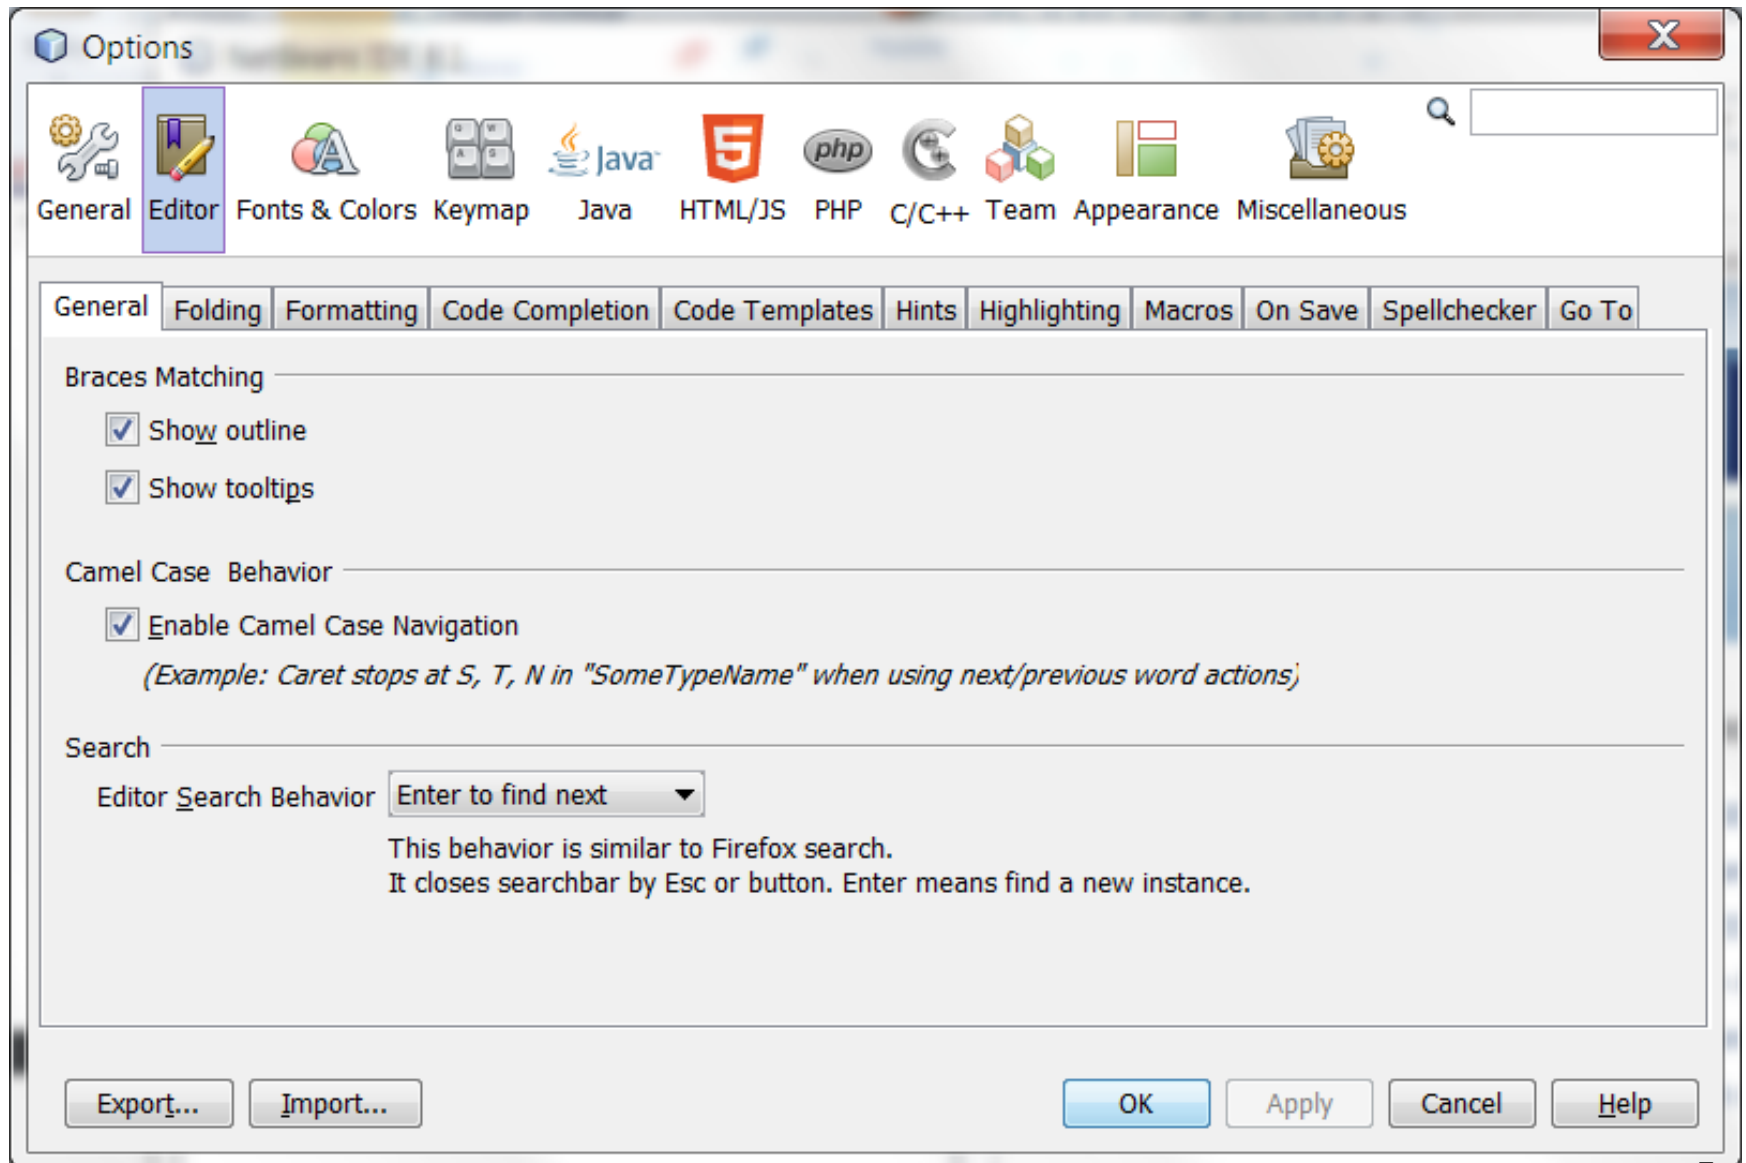 Options
General Editor Fonts & Colors Keymap Java HTML/JS PHP C/C++ Team Appearance Miscellaneous
General Folding Formatting Code Completion Code Templates Hints Highlighting Macros On Save Spellchecker Go To
Braces Matching
Show outline
Show tooltips
Camel Case  Behavior
Enable Camel Case Navigation
(Example: Caret stops at S, T, N in "SomeTypeName" when using next/previous word actions)
Search
Editor Search Behavior Enter to find next
This behavior is similar to Firefox search.
It closes searchbar by Esc or button. Enter means find a new instance.
Export... Import... OK Apply Cancel Help